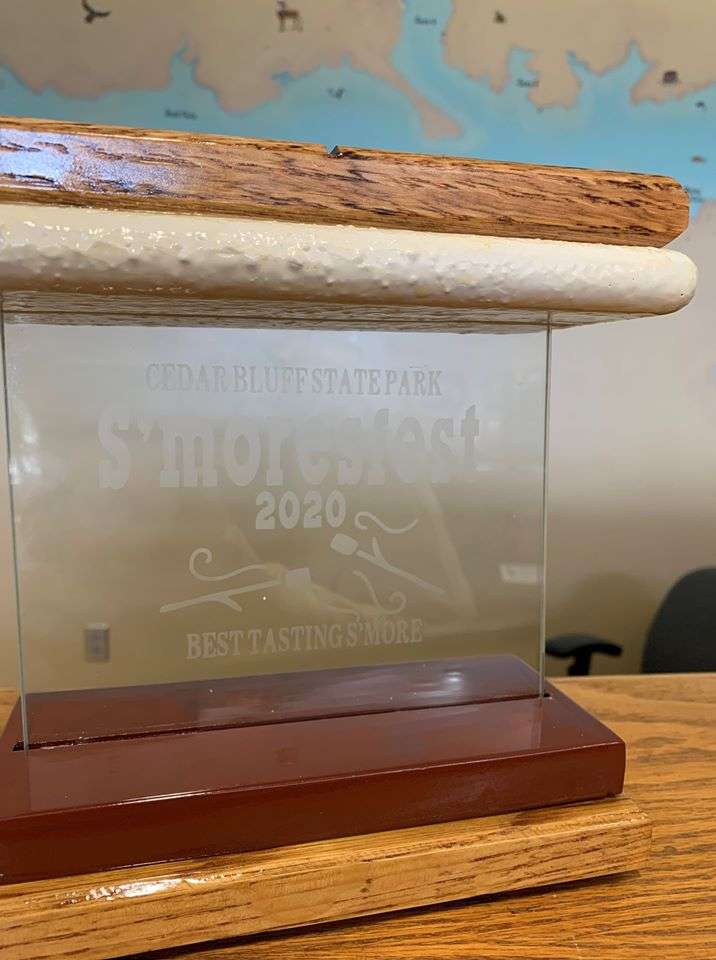 CEDAR BLUFF STATE PARK
S'moresfest
2020
BEST TASTING S'MORE